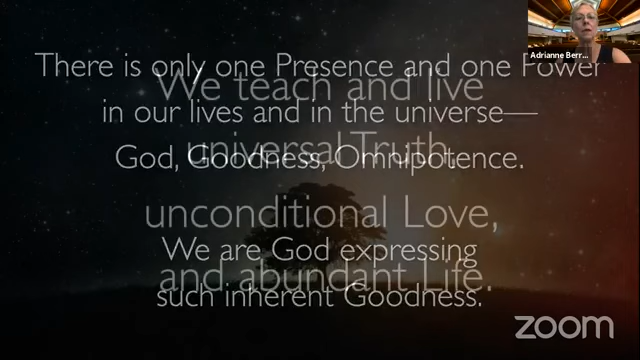 There is only one Presence and one Power
We teach and live
in our lives and in the universe—
universal Truth,
God, Goodness, Omnipotence.
unconditional Love,
We are God expressing
and abundant Life.
such inherent Goodness.
Adrianne Berr...
zoom